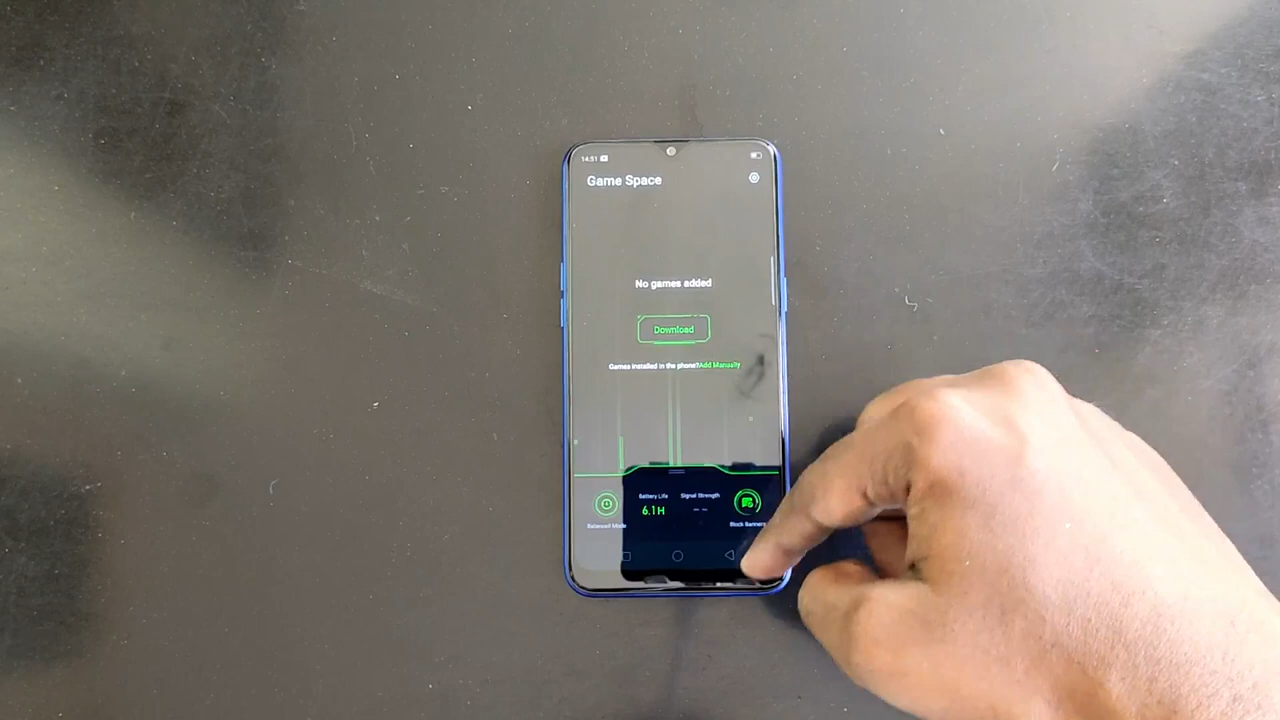 14:51
Game Space
No games added
Download
Games installed in the phone?Add Manually
Battery Life
Signal Strength
6.1H
-- --
Balanced Mode
Block Banners